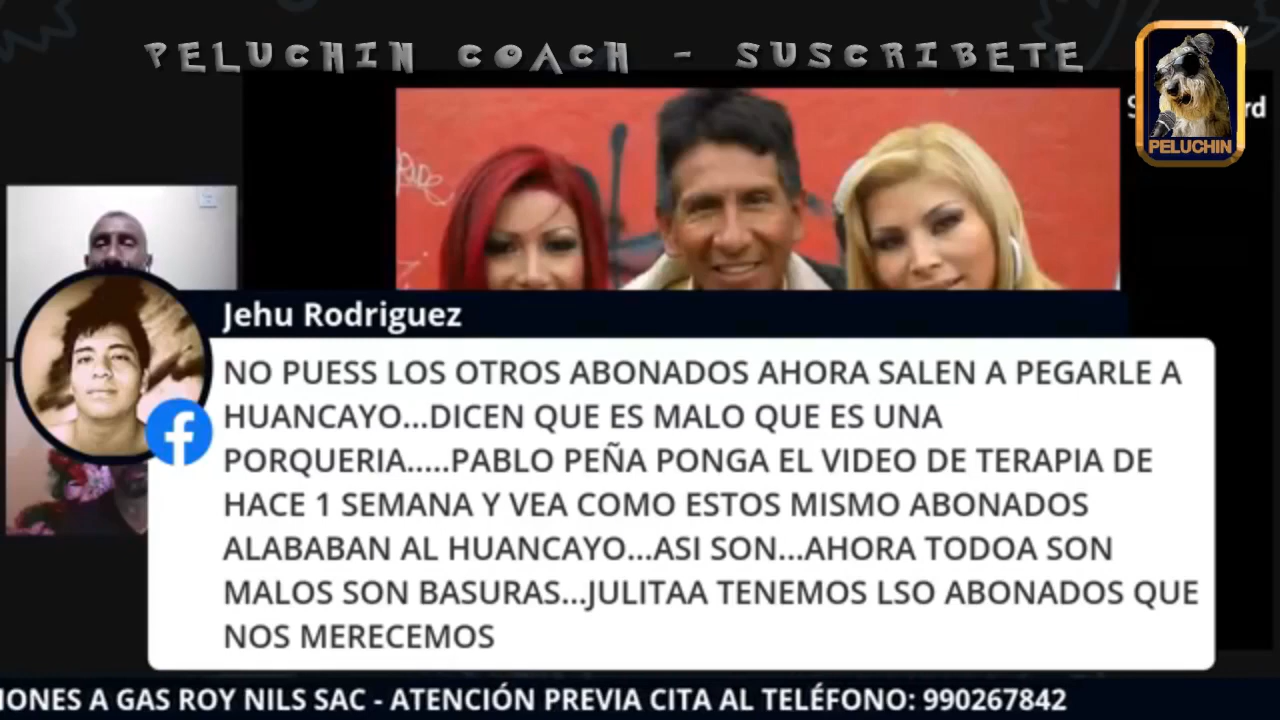 PELUCHIN COACH - SUSCRIBETE
PELUCHIN
Jehu Rodriguez
NO PUESS LOS OTROS ABONADOS AHORA SALEN A PEGARLE A
HUANCAYO...DICEN QUE ES MALO QUE ES UNA
PORQUERIA.....PABLO PEÑA PONGA EL VIDEO DE TERAPIA DE
HACE 1 SEMANA Y VEA COMO ESTOS MISMO ABONADOS
ALABABAN AL HUANCAYO...ASI SON...AHORA TODOA SON
MALOS SON BASURAS...JULITAA TENEMOS LSO ABONADOS QUE
NOS MERECEMOS
IONES A GAS ROY NILS SAC - ATENCIÓN PREVIA CITA AL TELÉFONO: 990267842